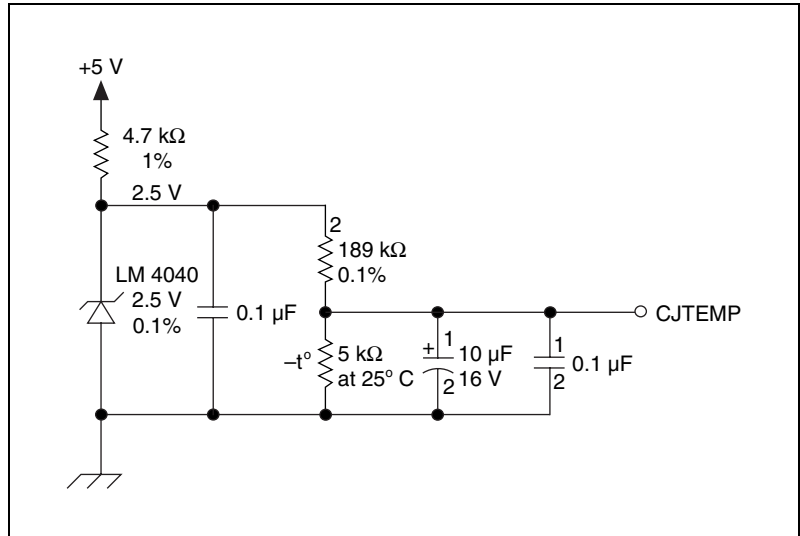 +5 V
4.7 kΩ
1%
2.5 V
2
189 kΩ
0.1%
LM 4040
2.5 V
0.1%
0.1 µF
CJTEMP
–t°
5 kΩ
at 25° C
+
1
10 µF
2
16 V
1
0.1 µF
2